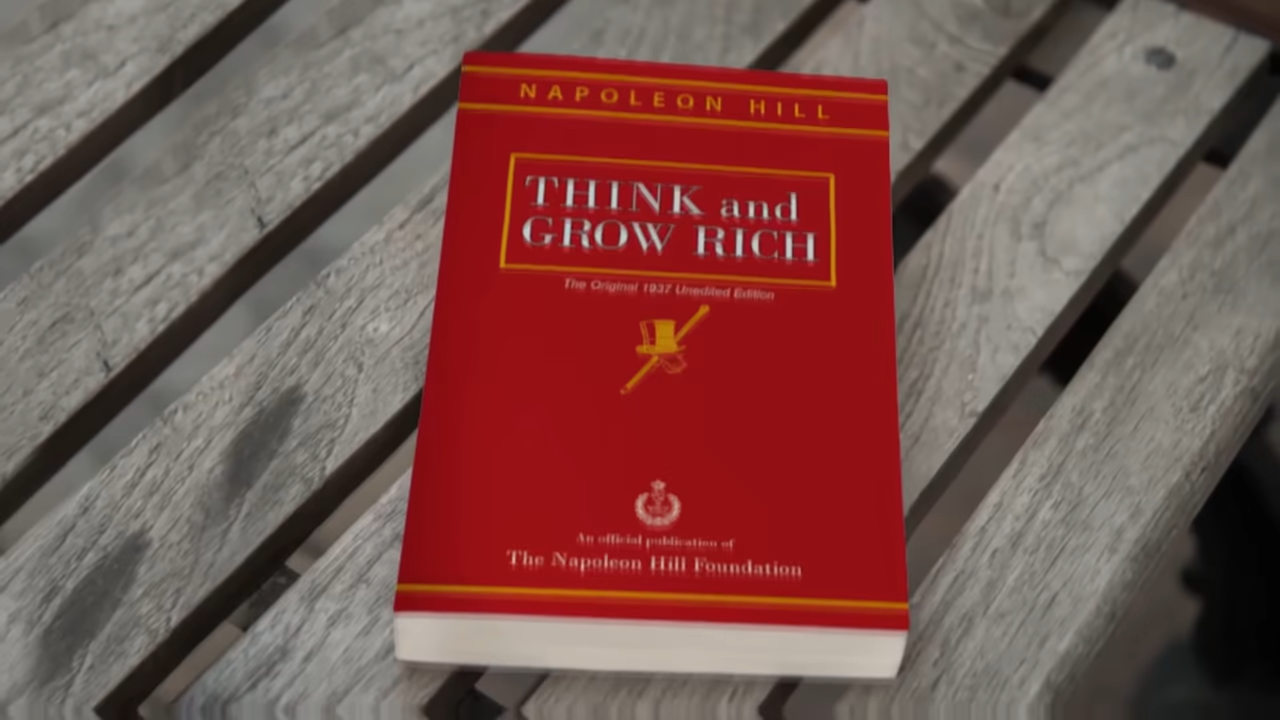 NAPOLEON HILL
THINK and
GROW RICH
The Original 1937 Unedited Edition
An official publication of
The Napoleon Hill Foundation